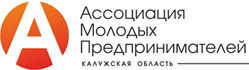 Ассоциация
Молодых
Предпринимателей
КАЛУЖСКАЯ ОБЛАСТЬ